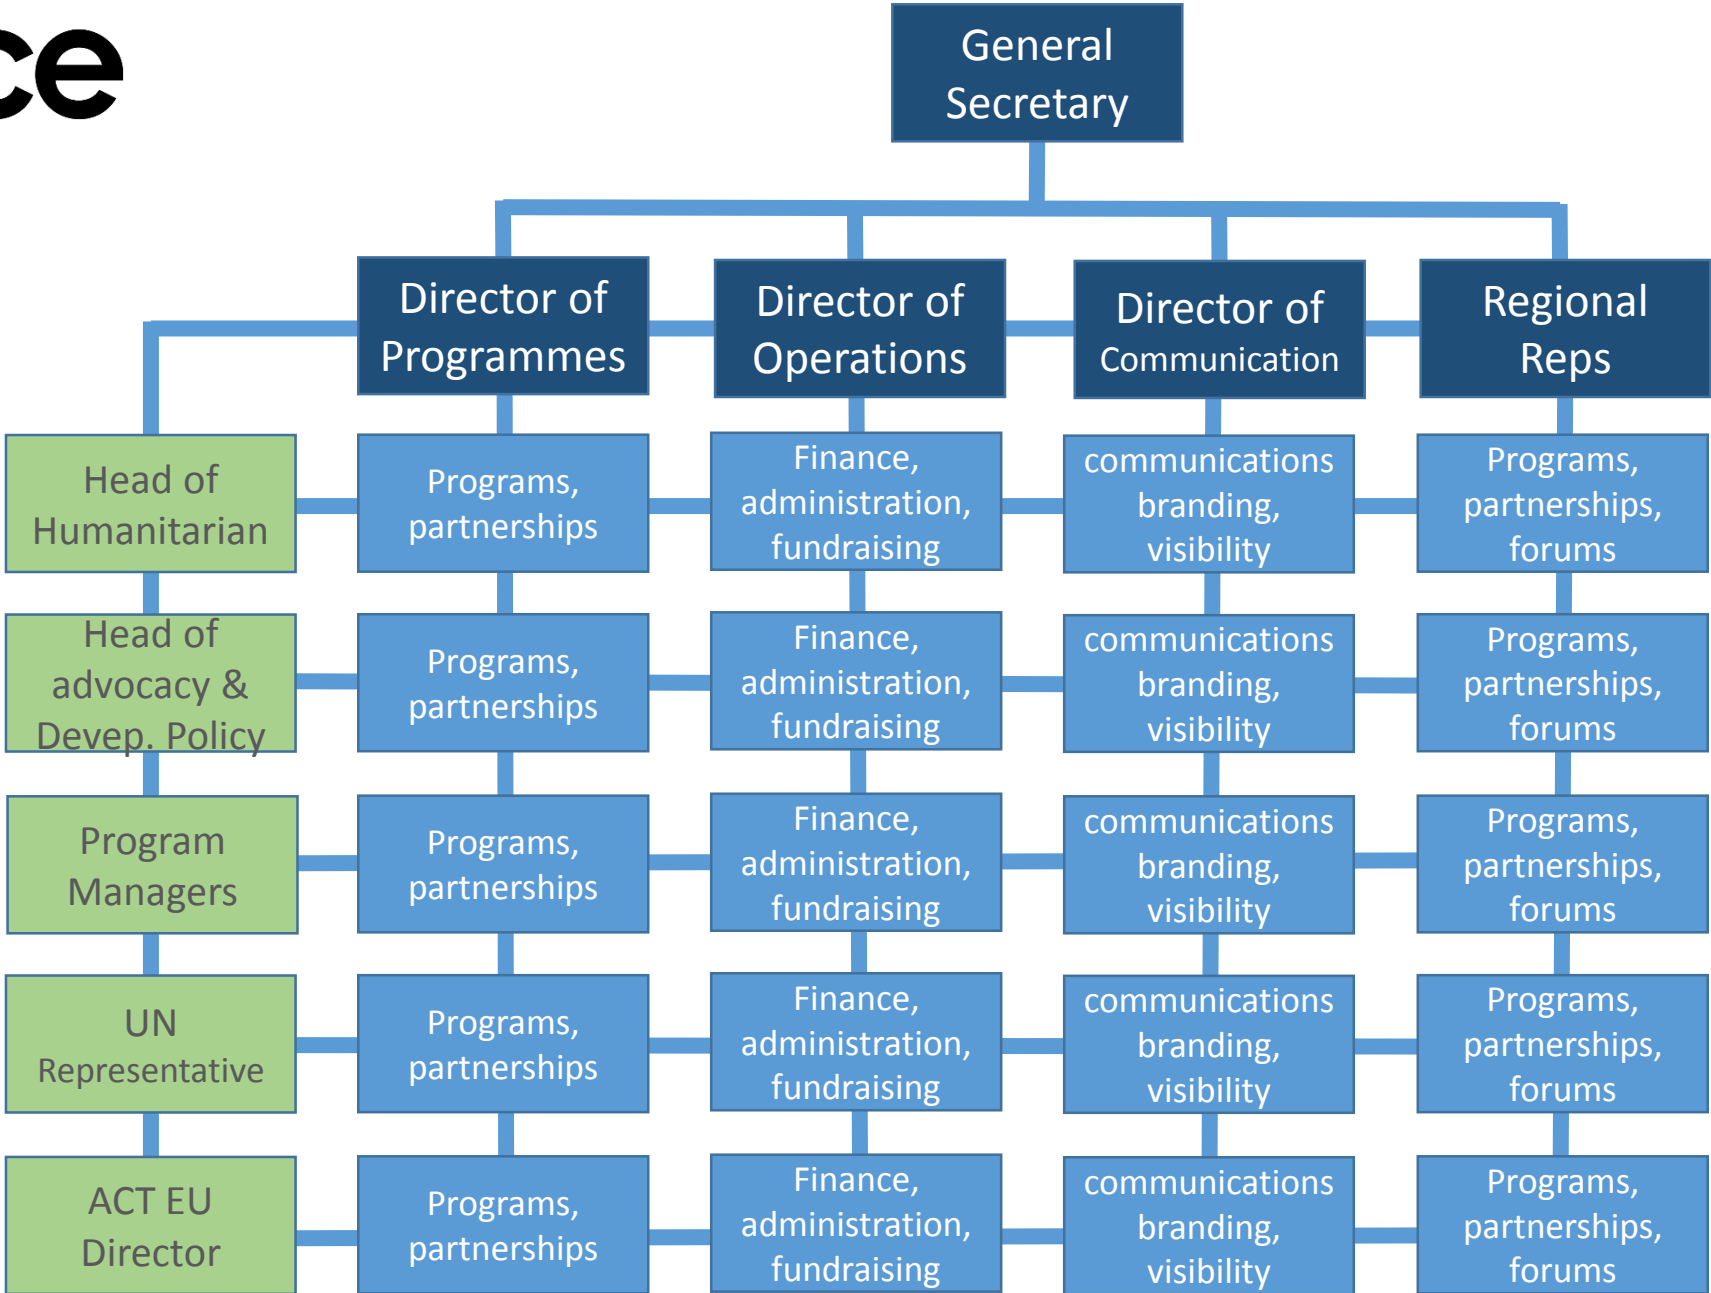 ce
General
Secretary
Director of
Programmes
Director of
Operations
Director of
Communication
Regional
Reps
Head of
Humanitarian
Programs,
partnerships
Finance,
administration,
fundraising
communications
branding,
visibility
Programs,
partnerships,
forums
Head of
advocacy &
Devep. Policy
Programs,
partnerships
Finance,
administration,
fundraising
communications
branding,
visibility
Programs,
partnerships,
forums
Program
Managers
Programs,
partnerships
Finance,
administration,
fundraising
communications
branding,
visibility
Programs,
partnerships,
forums
UN
Representative
Programs,
partnerships
Finance,
administration,
fundraising
communications
branding,
visibility
Programs,
partnerships,
forums
ACT EU
Director
Programs,
partnerships
Finance,
administration,
fundraising
communications
branding,
visibility
Programs,
partnerships,
forums